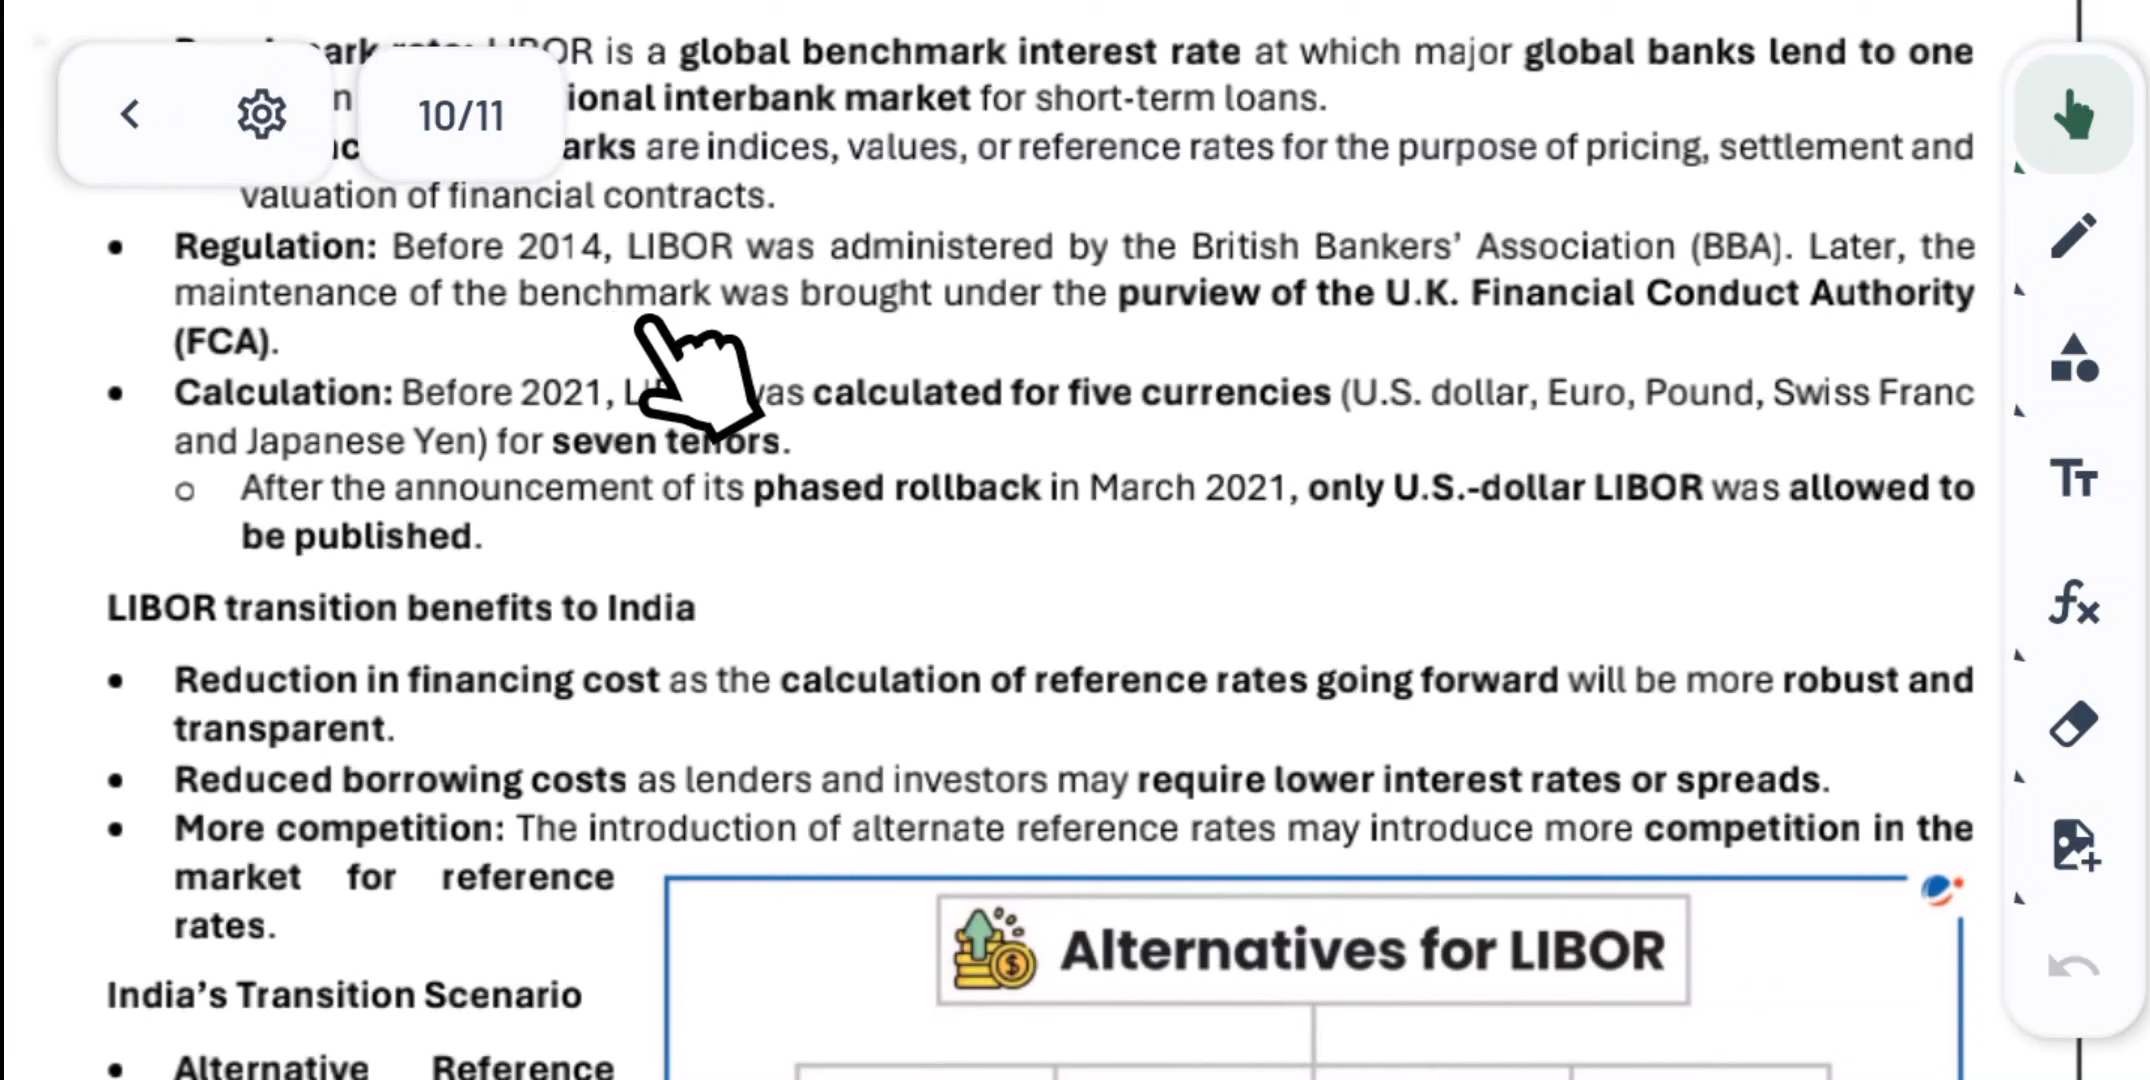 10/11
OR is a global benchmark interest rate at which major global banks lend to one
interbank market for short-term loans.
are indices, values, or reference rates for the purpose of pricing, settlement and
valuation of financial contracts.
• Regulation: Before 2014, LIBOR was administered by the British Bankers’ Association (BBA). Later, the
maintenance of the benchmark was brought under the purview of the U.K. Financial Conduct Authority
(FCA).
• Calculation: Before 2021, was calculated for five currencies (U.S. dollar, Euro, Pound, Swiss Franc
and Japanese Yen) for seven tenors.
o After the announcement of its phased rollback in March 2021, only U.S.-dollar LIBOR was allowed to
be published.
LIBOR transition benefits to India
• Reduction in financing cost as the calculation of reference rates going forward will be more robust and
transparent.
• Reduced borrowing costs as lenders and investors may require lower interest rates or spreads.
• More competition: The introduction of alternate reference rates may introduce more competition in the
market for reference
rates.
Alternatives for LIBOR
India’s Transition Scenario
• Alternative Reference
Tт
fx